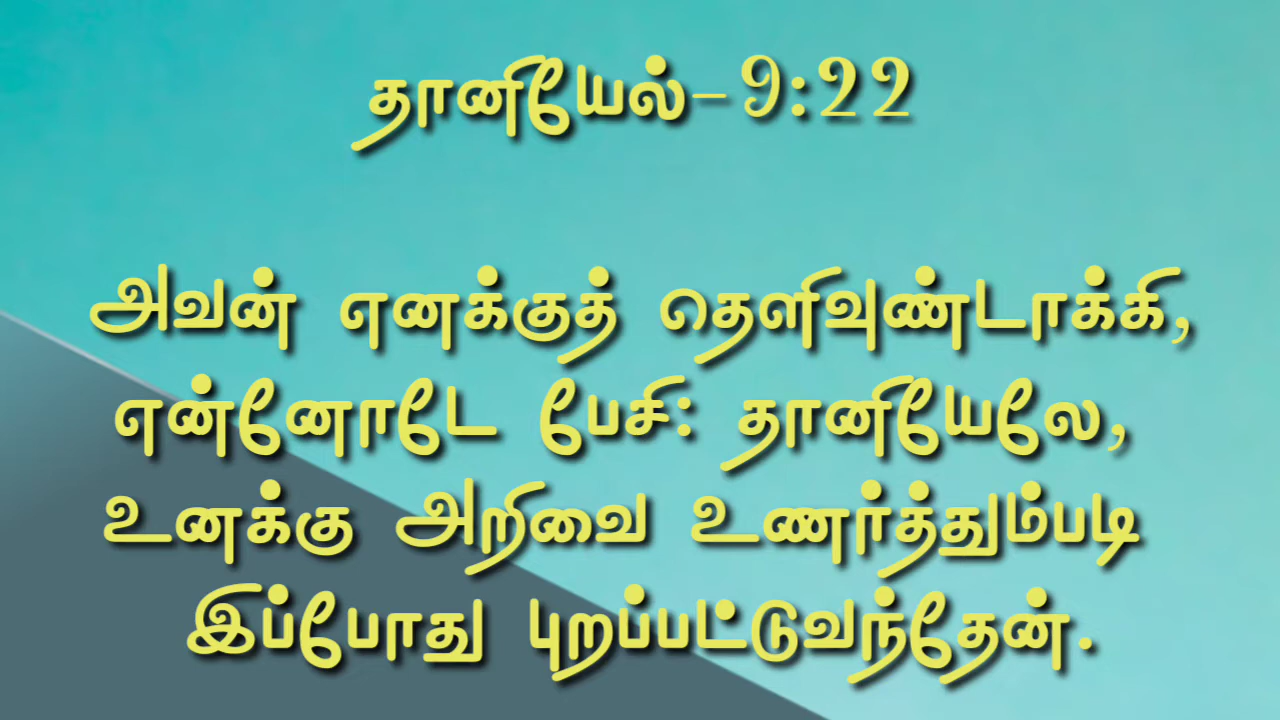 தானியேல்-9:22
அவன் எனக்குத் தெளிவுண்டாக்கி,
என்னோடே பேசி: தானியேலே,
உனக்கு அறிவை உணர்த்தும்படி
இப்போது புறப்பட்டுவந்தேன்.